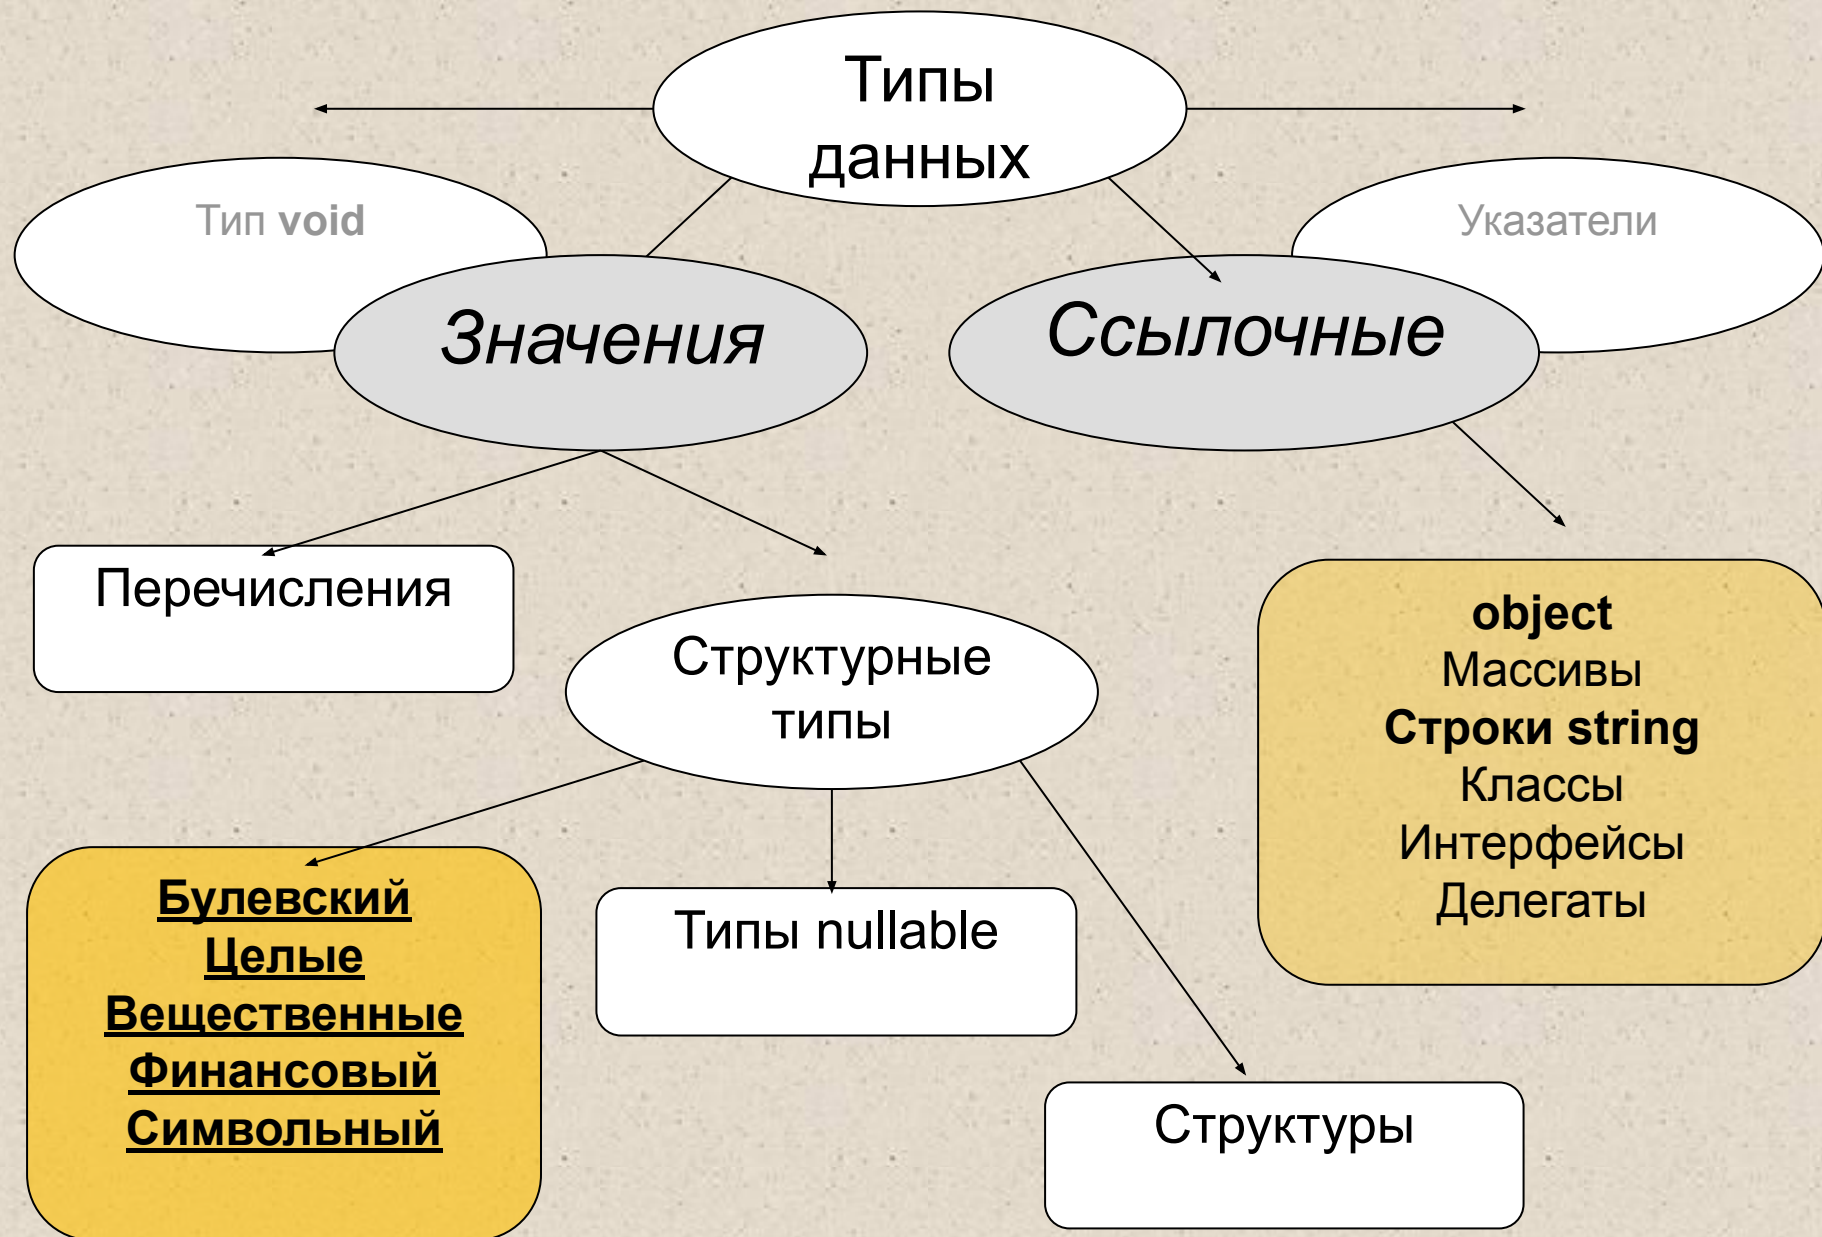 Типы
данных
Тип void
Указатели
Значения
Ссылочные
Перечисления
Структурные
типы
object
Массивы
Строки string
Классы
Интерфейсы
Делегаты
Булевский
Целые
Вещественные
Финансовый
Символьный
Типы nullable
Структуры